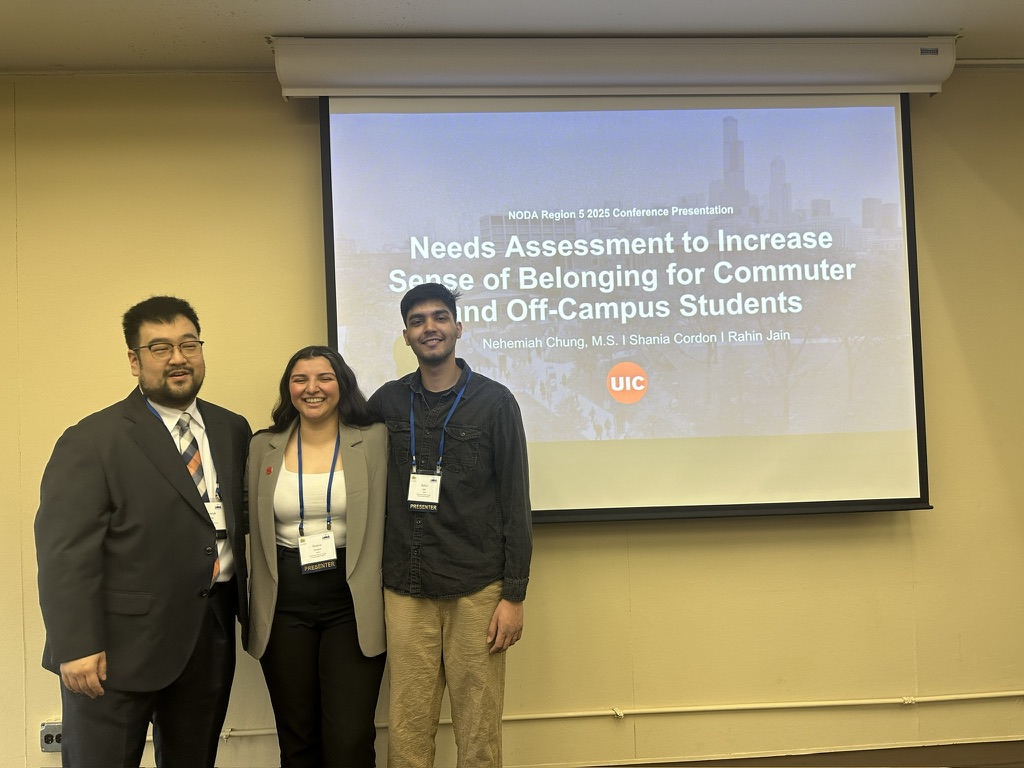 NODA Region 5 2025 Conference Presentation
Needs Assessment to Increase
Sense of Belonging for Commuter
and Off-Campus Students
Nehemiah Chung, M.S. I Shania Cordon I Rahin Jain
UIC
PRESENTER
PRESENTER